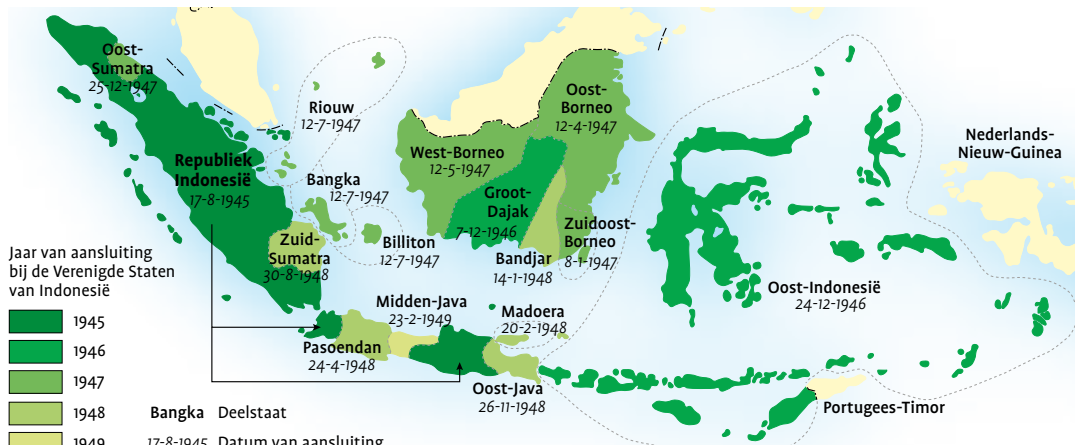 Oost-
Sumatra
25-12-1947
Riouw
12-7-1947
Republiek
Indonesië
17-8-1945
Bangka
12-7-1947
Billiton
12-7-1947
Zuid-
Sumatra
30-8-1948
West-Borneo
12-5-1947
Oost-
Borneo
12-4-1947
Groot-
Dajak
7-12-1946
Bandjar
14-1-1948
Zuidoost-
Borneo
8-1-1947
Nederlands-
Nieuw-Guinea
Oost-Indonesië
24-12-1946
Midden-Java
23-2-1949
Madoera
20-2-1948
Pasoendan
24-4-1948
Oost-Java
26-11-1948
Portugees-Timor
Jaar van aansluiting
bij de Verenigde Staten
van Indonesië
1945
1946
1947
1948
1949
Bangka Deelstaat
17-8-1945 Datum van aansluiting